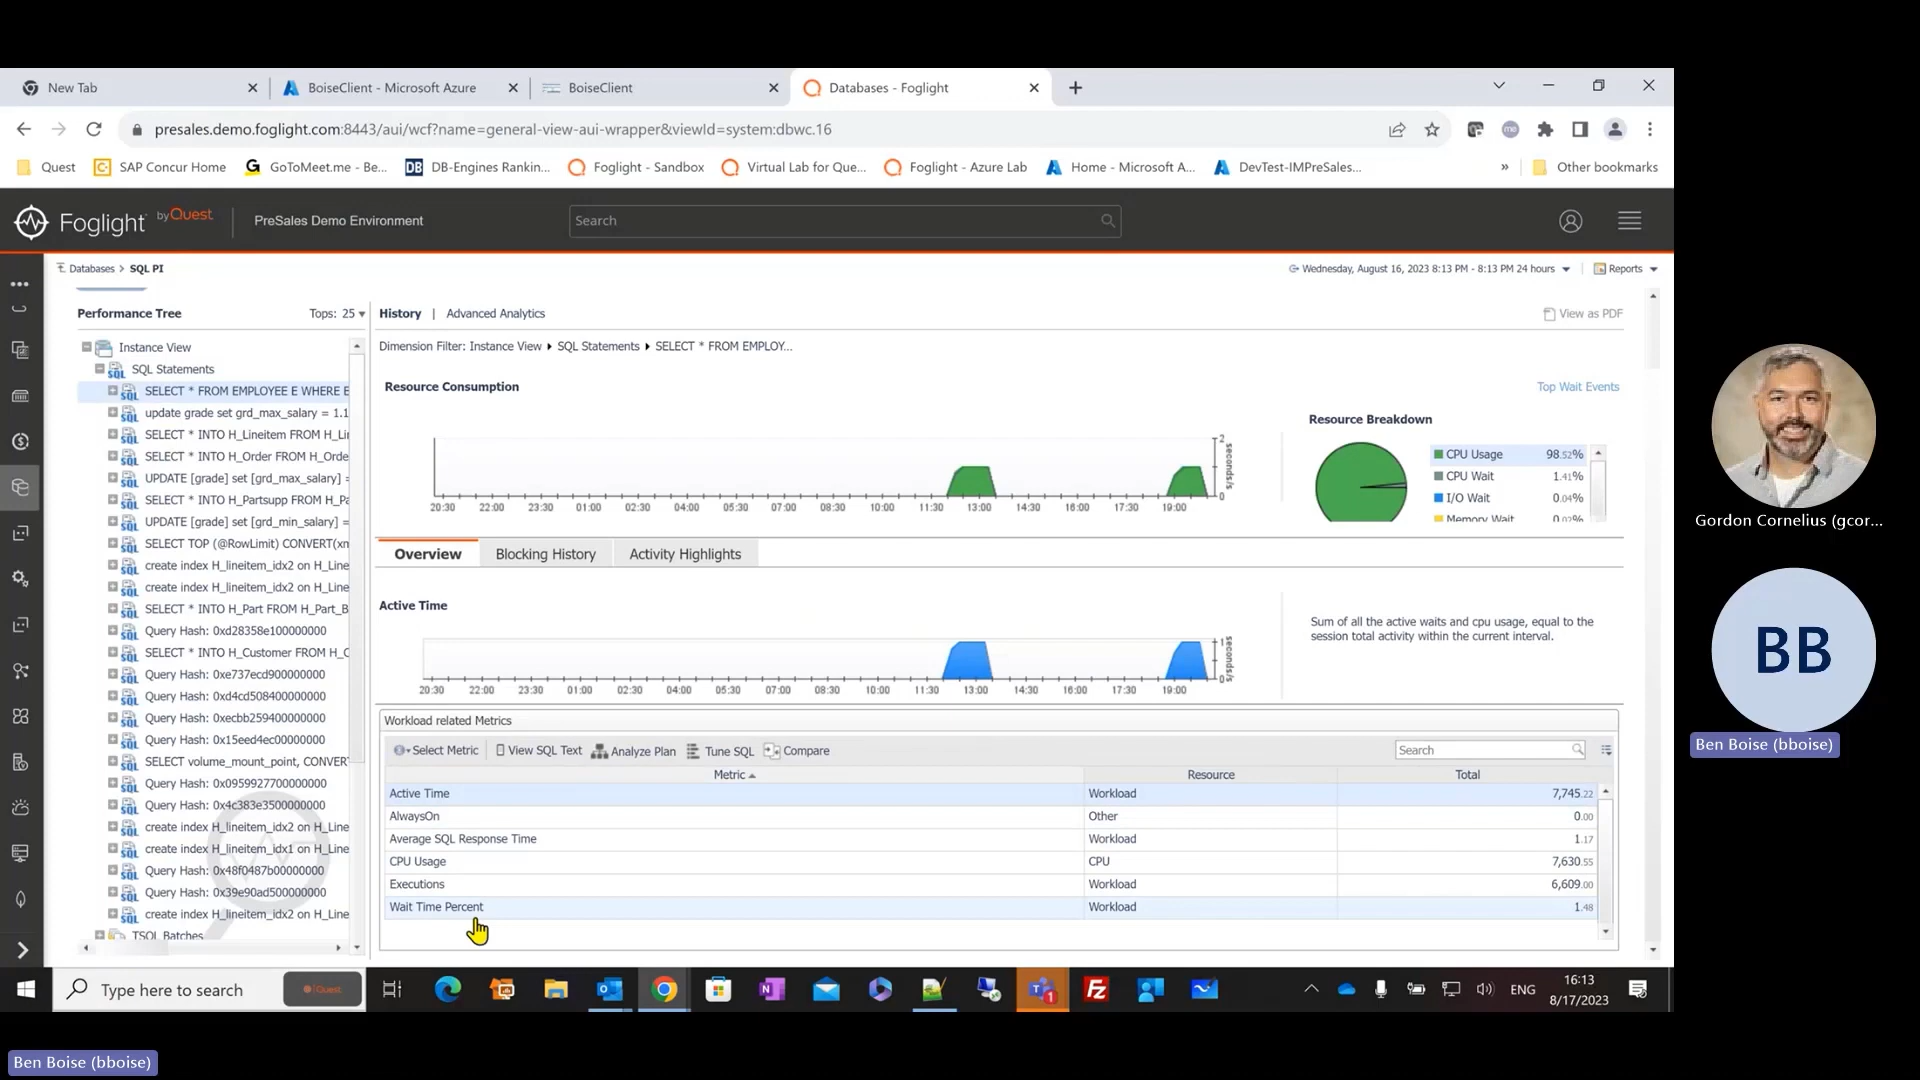 New Tab
BoiseClient - Microsoft Azure
BoiseClient
Databases - Foglight
presales.demo.foglight.com:8443/aui/wcf?name=general-view-aui-wrapper&viewId=system:dbwc.16
Quest
SAP Concur Home
GoToMeet.me - Be...
DB-Engines Rankin...
Foglight - Sandbox
Virtual Lab for Que...
Foglight - Azure Lab
Home - Microsoft A...
DevTest-IMPreSales...
»
Other bookmarks
Foglight by Quest
PreSales Demo Environment
Search
Databases > SQL PI
Wednesday, August 16, 2023 8:13 PM - 8:13 PM 24 hours
Reports
Performance Tree
Tops: 25
Instance View
SQL Statements
SELECT * FROM EMPLOYEE E WHERE E
update grade set grd_max_salary = 1.1
SELECT * INTO H_Lineitem FROM H_Li
SELECT * INTO H_Order FROM H_Orde
UPDATE [grade] set [grd_max_salary] =
SELECT * INTO H_Partsupp FROM H_Pa
UPDATE [grade] set [grd_min_salary] =
SELECT TOP (@RowLimit) CONVERT(xn
create index H_lineitem_idx2 on H_Line
create index H_lineitem_idx2 on H_Line
SELECT * INTO H_Part FROM H_Part_B
Query Hash: 0xd28358e100000000
SELECT * INTO H_Customer FROM H_C
Query Hash: 0xe737ecd900000000
Query Hash: 0xd4cd508400000000
Query Hash: 0xecbb259400000000
Query Hash: 0x15eed4ec00000000
SELECT volume_mount_point, CONVER
Query Hash: 0x0959927700000000
Query Hash: 0x4c383e3500000000
create index H_lineitem_idx2 on H_Line
create index H_lineitem_idx1 on H_Line
Query Hash: 0x48f0487b00000000
Query Hash: 0x39e90ad500000000
create index H_lineitem_idx2 on H_Line
TSQL Batches
History | Advanced Analytics
View as PDF
Dimension Filter: Instance View SQL Statements SELECT * FROM EMPLOY...
Resource Consumption
Top Wait Events
2
0
seconds/s
20:30 22:00 23:30 01:00 02:30 04:00 05:30 07:00 08:30 10:00 11:30 13:00 14:30 16:00 17:30 19:00
Resource Breakdown
CPU Usage 98.52%
CPU Wait 1.41%
I/O Wait 0.04%
Memory Wait 0.02%
Overview
Blocking History
Activity Highlights
Active Time
1
0
seconds/s
20:30 22:00 23:30 01:00 02:30 04:00 05:30 07:00 08:30 10:00 11:30 13:00 14:30 16:00 17:30 19:00
Sum of all the active waits and cpu usage, equal to the
session total activity within the current interval.
Workload related Metrics
Select Metric
View SQL Text
Analyze Plan
Tune SQL
Compare
Search
Metric Resource Total
Active Time Workload 7,745.22
AlwaysOn Other 0.00
Average SQL Response Time Workload 1.17
CPU Usage CPU 7,630.55
Executions Workload 6,609.00
Wait Time Percent Workload 1.48
Type here to search
Quest
ENG
16:13
8/17/2023
Gordon Cornelius (gcor...
BB
Ben Boise (bboise)
Ben Boise (bboise)